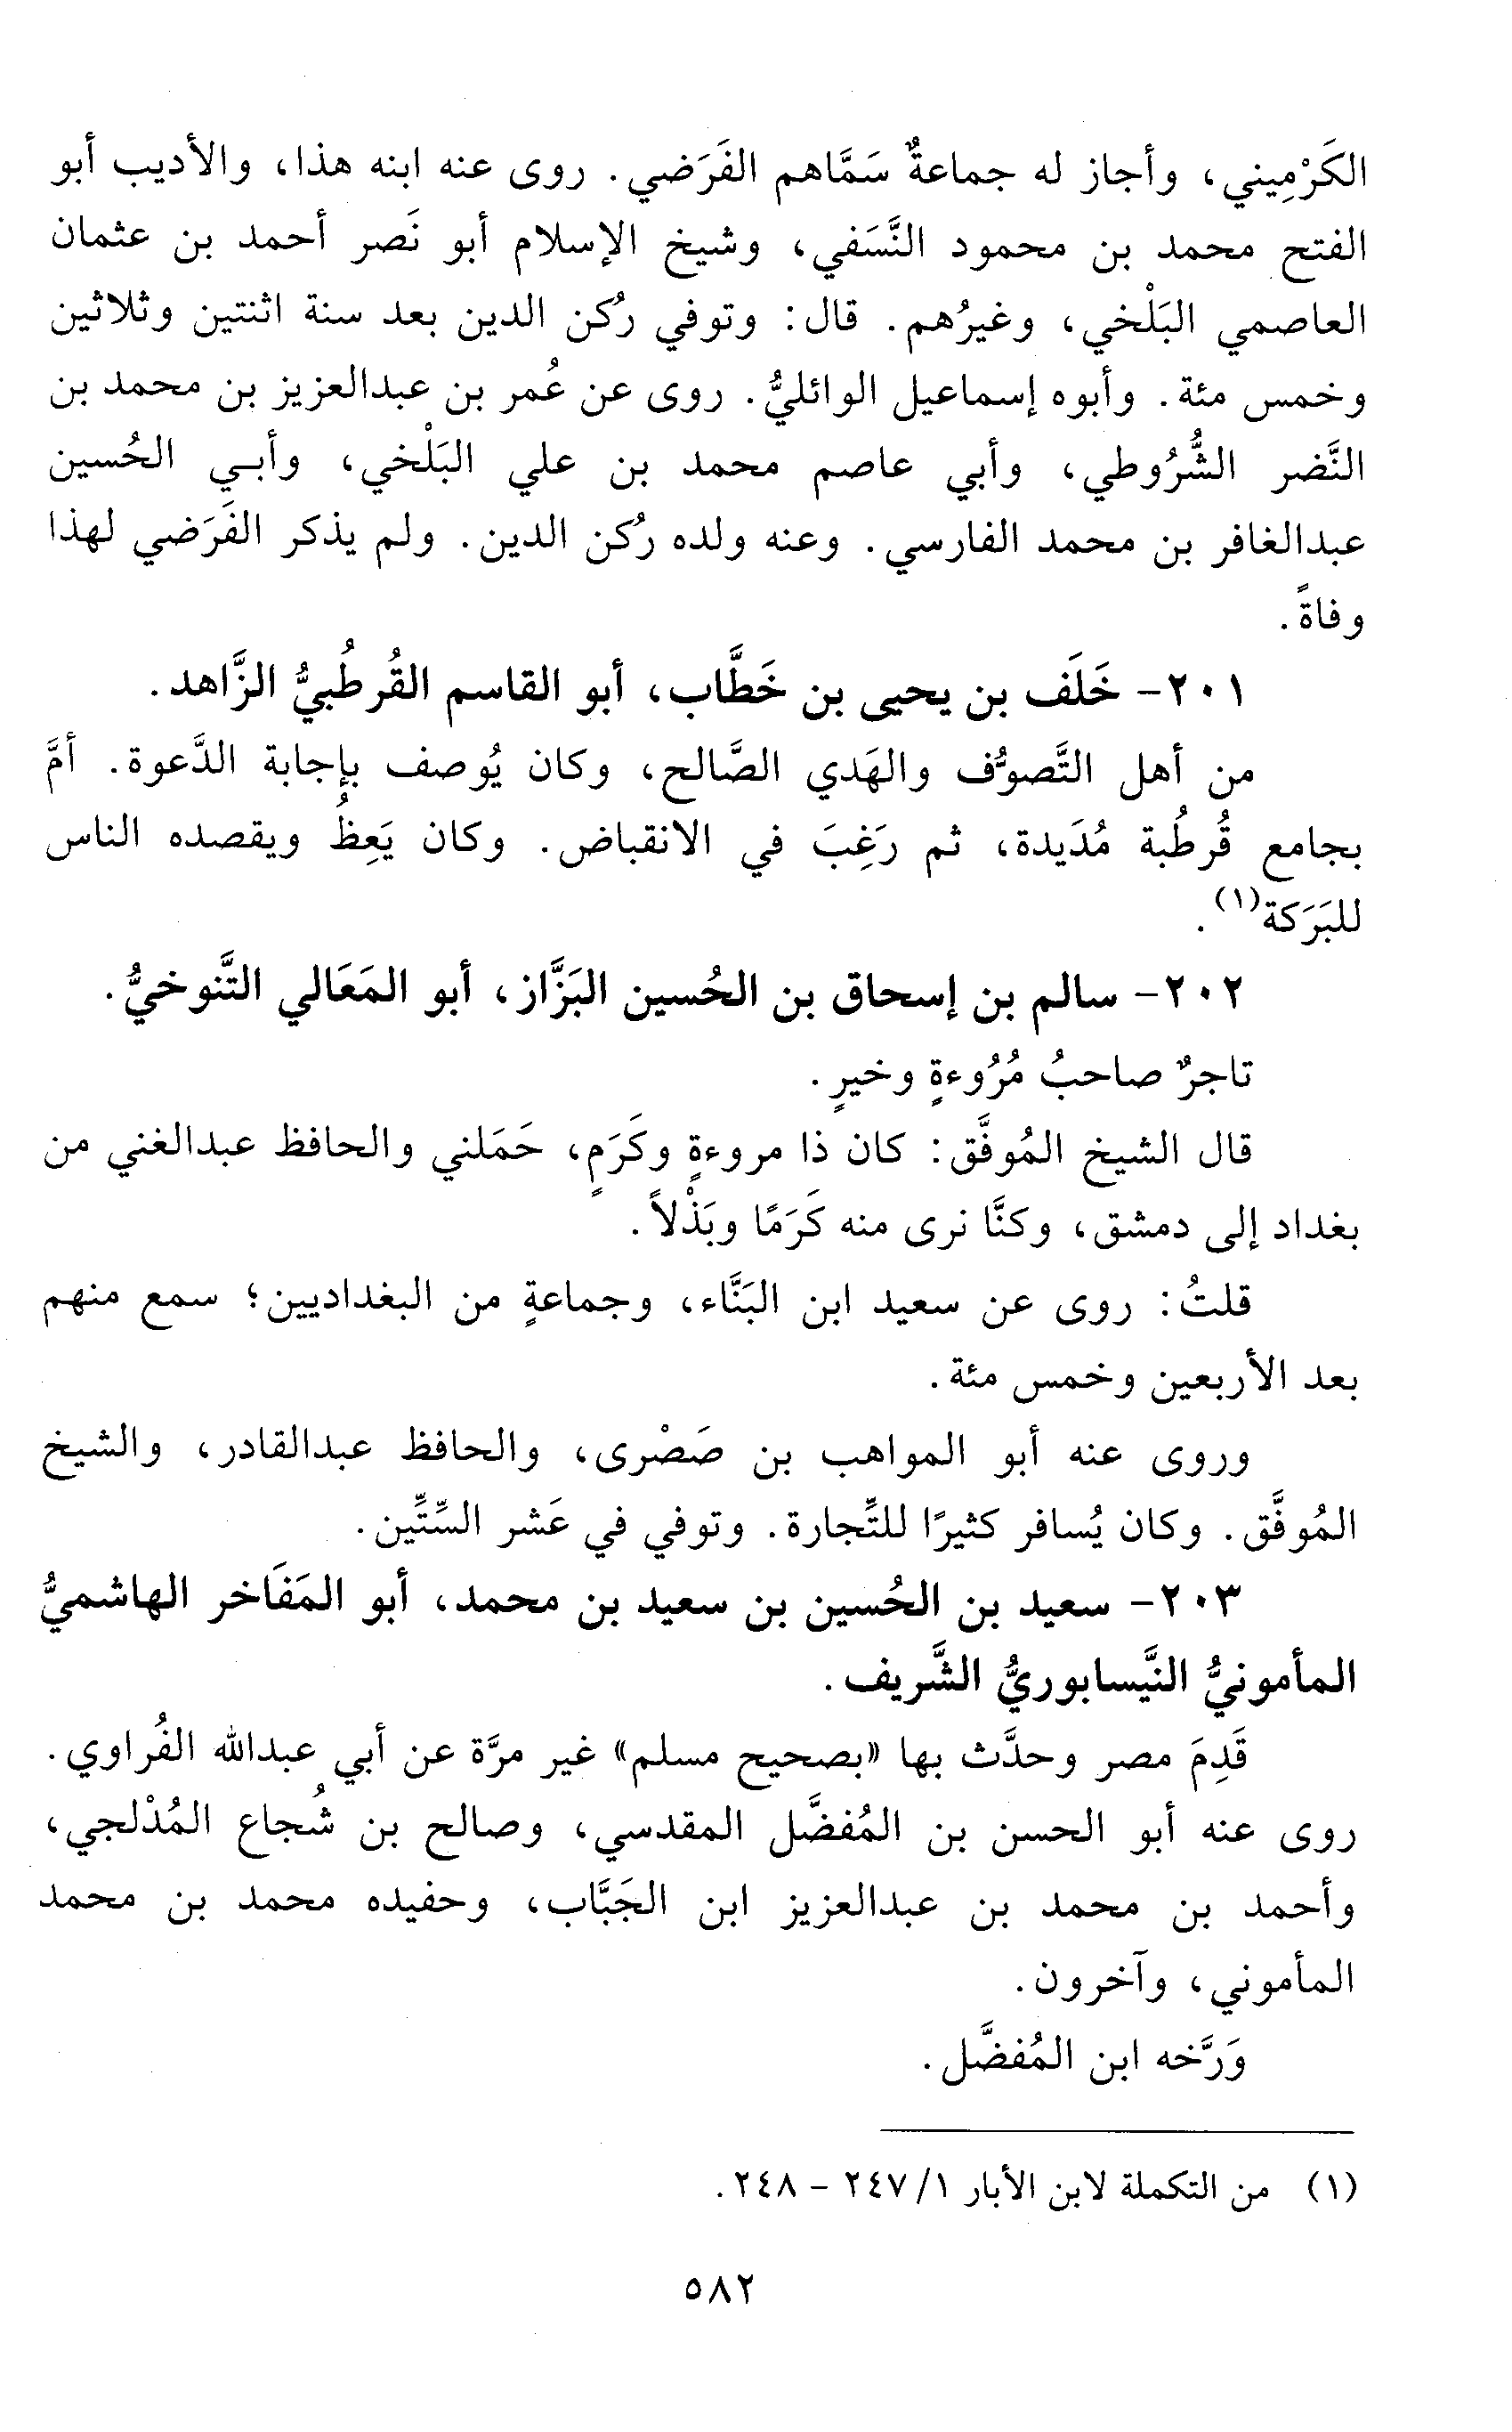 الكَرْمِيني، وأجاز له جماعةٌ سَمَّاهم الفَرَضي. روى عنه ابنه هذا، والأديب أبو
الفتح محمد بن محمود النَّسَفي، وشيخ الإسلام أبو نَصر أحمد بن عثمان
العاصمي البَلْخي، وغيرُهم. قال: وتوفي رُكن الدين بعد سنة اثنتين وثلاثين
وخمس مئة. وأبوه إسماعيل الوائليُّ. روى عن عُمر بن عبدالعزيز بن محمد بن
النَّضر الشُّرُوطي، وأبي عاصم محمد بن علي البَلْخي، وأبي الحُسين
عبدالغافر بن محمد الفارسي. وعنه ولده رُكن الدين. ولم يذكر الفَرَضي لهذا
وفاةً.
٢٠١- خَلَف بن يحيى بن خَطَّاب، أبو القاسم القُرطُبيُّ الزَّاهد.
من أهل التَّصوُّف والهَدي الصَّالح، وكان يُوصف بإجابة الدَّعوة. أمَّ
بجامع قُرطُبة مُدَيدة، ثم رَغِبَ في الانقباض. وكان يَعِظُ ويقصده الناس
للبَرَكة(١).
٢٠٢- سالم بن إسحاق بن الحُسين البَزَّاز، أبو المَعَالي التَّنوخيُّ.
تاجرٌ صاحبُ مُرُوءةٍ وخيرٍ.
قال الشيخ المُوفَّق: كان ذا مروءةٍ وكَرَمٍ، حَمَلني والحافظ عبدالغني من
بغداد إلى دمشق، وكنَّا نرى منه كَرَمًا وبَذْلاً.
قلتُ: روى عن سعيد ابن البَنَّاء، وجماعةٍ من البغداديين؛ سمع منهم
بعد الأربعين وخمس مئة.
وروى عنه أبو المواهب بن صَصْرى، والحافظ عبدالقادر، والشيخ
المُوفَّق. وكان يُسافر كثيرًا للتِّجارة. وتوفي في عَشر السِّتِّين.
٢٠٣- سعيد بن الحُسين بن سعيد بن محمد، أبو المَفَاخر الهاشميُّ
المأمونيُّ النَّيسابوريُّ الشَّريف.
قَدِمَ مصر وحدَّث بها «بصحيح مسلم» غير مرَّة عن أبي عبدالله الفُراوي.
روى عنه أبو الحسن بن المُفضَّل المقدسي، وصالح بن شُجاع المُدْلجي،
وأحمد بن محمد بن عبدالعزيز ابن الجَبَّاب، وحفيده محمد بن محمد
المأموني، وآخرون.
وَرَّخه ابن المُفضَّل.
(١) من التكملة لابن الأبار ١/ ٢٤٧ - ٢٤٨.
٥٨٢